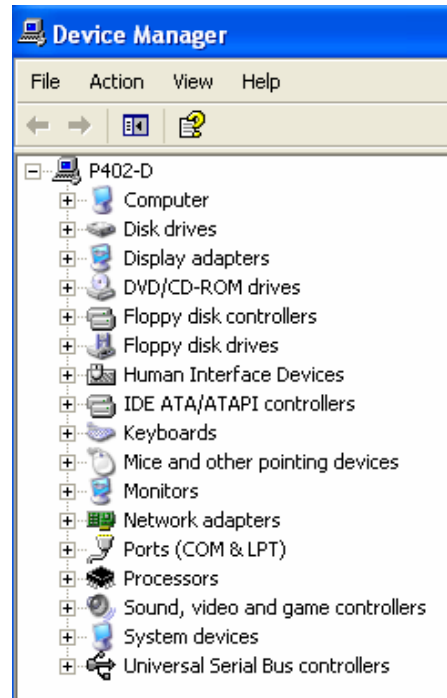 Device Manager
File Action View Help
P402-D
Computer
Disk drives
Display adapters
DVD/CD-ROM drives
Floppy disk controllers
Floppy disk drives
Human Interface Devices
IDE ATA/ATAPI controllers
Keyboards
Mice and other pointing devices
Monitors
Network adapters
Ports (COM & LPT)
Processors
Sound, video and game controllers
System devices
Universal Serial Bus controllers